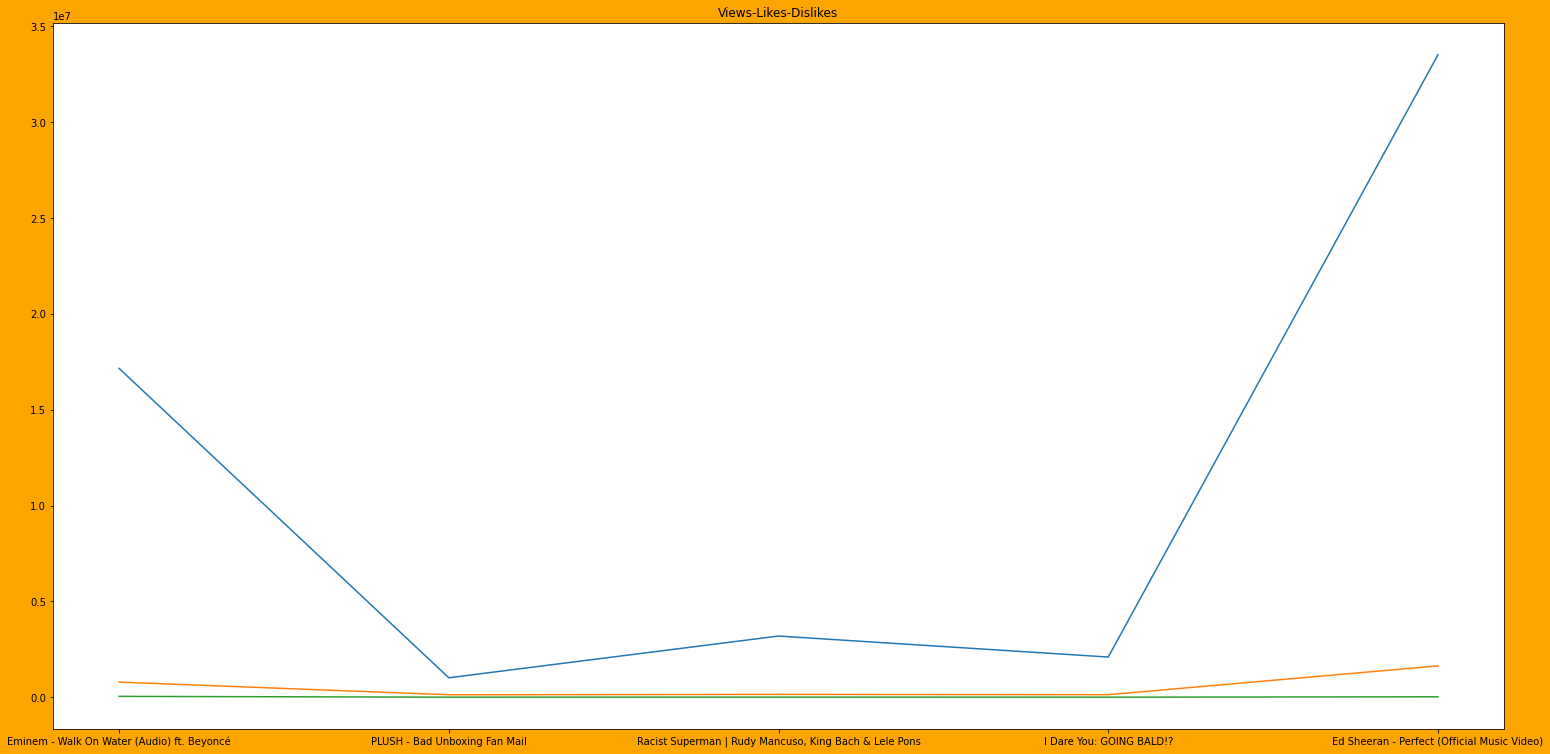 Views-Likes-Dislikes
1e7
3.5
3.0
2.5
2.0
1.5
1.0
0.5
0.0
Eminem - Walk On Water (Audio) ft. Beyoncé
PLUSH - Bad Unboxing Fan Mail
Racist Superman | Rudy Mancuso, King Bach & Lele Pons
I Dare You: GOING BALD!?
Ed Sheeran - Perfect (Official Music Video)